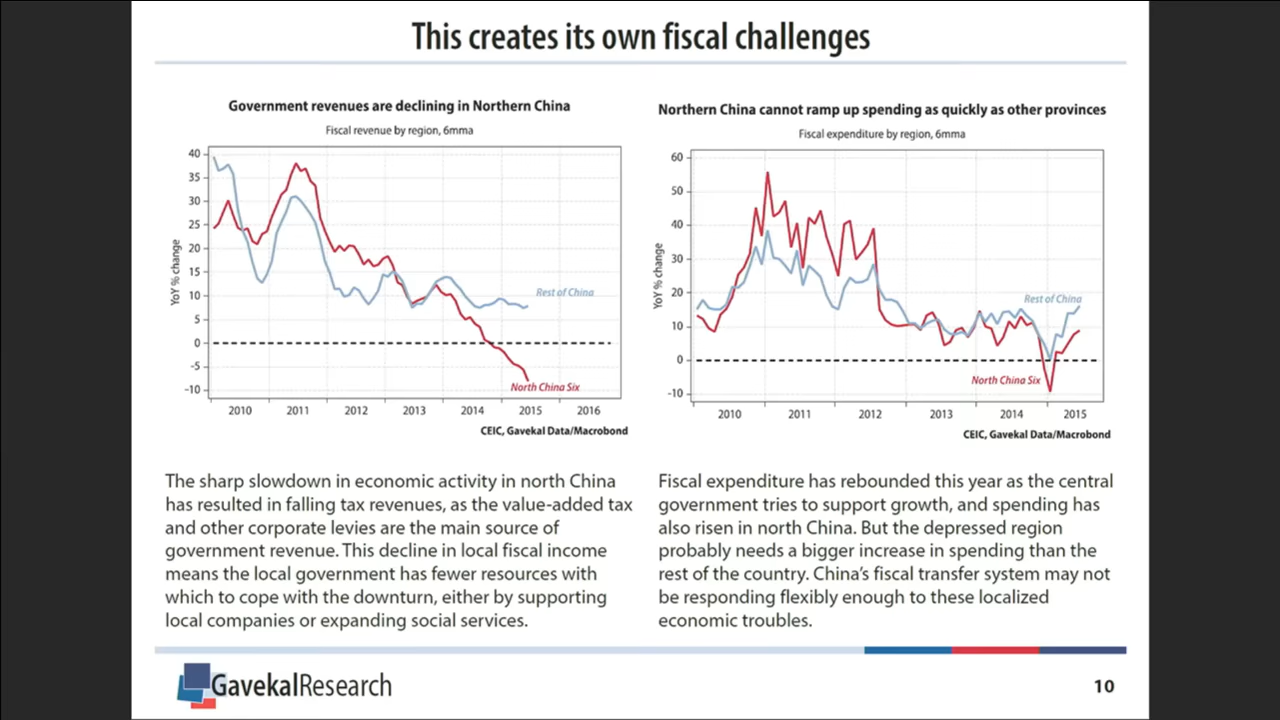 This creates its own fiscal challenges
Government revenues are declining in Northern China
Fiscal revenue by region, 6mma
YoY % change
40
35
30
25
20
15
10
5
0
-5
-10
Rest of China
North China Six
2010 2011 2012 2013 2014 2015 2016
CEIC, Gavekal Data/Macrobond
The sharp slowdown in economic activity in north China
has resulted in falling tax revenues, as the value-added tax
and other corporate levies are the main source of
government revenue. This decline in local fiscal income
means the local government has fewer resources with
which to cope with the downturn, either by supporting
local companies or expanding social services.
Northern China cannot ramp up spending as quickly as other provinces
Fiscal expenditure by region, 6mma
YoY % change
60
50
40
30
20
10
0
-10
Rest of China
North China Six
2010 2011 2012 2013 2014 2015
CEIC, Gavekal Data/Macrobond
Fiscal expenditure has rebounded this year as the central
government tries to support growth, and spending has
also risen in north China. But the depressed region
probably needs a bigger increase in spending than the
rest of the country. China's fiscal transfer system may not
be responding flexibly enough to these localized
economic troubles.
GavekalResearch
10